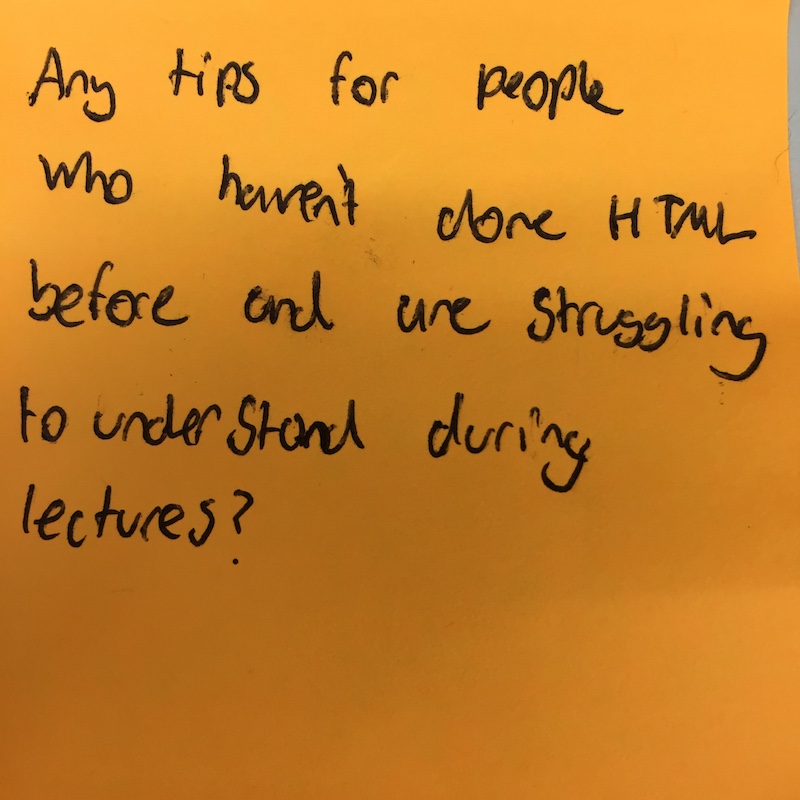 Any tips for people
who haven't done HTML
before and are struggling
to understand during
lectures?